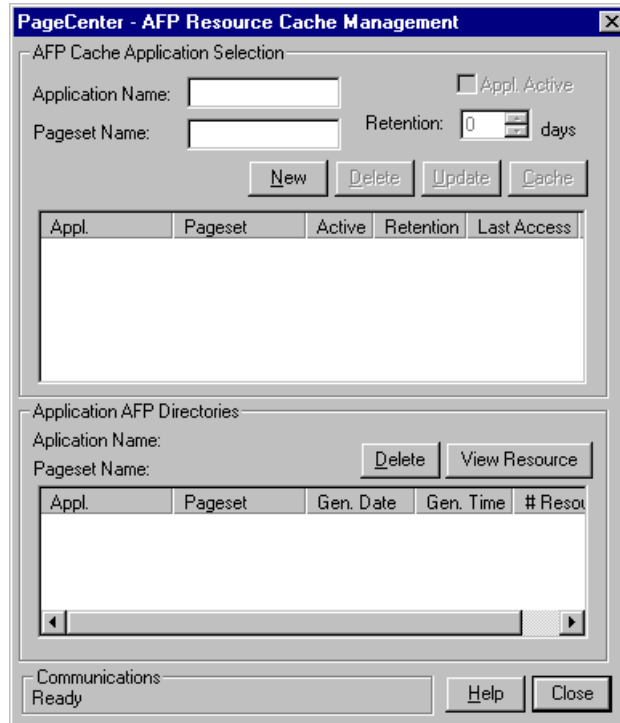 PageCenter - AFP Resource Cache Management
AFP Cache Application Selection
Application Name:
Appl. Active
Pageset Name:
Retention: 0 days
New Delete Update Cache
Appl. Pageset Active Retention Last Access
Application AFP Directories
Aplication Name:
Pageset Name:
Delete View Resource
Appl. Pageset Gen. Date Gen. Time # Resou
Communications
Ready
Help Close